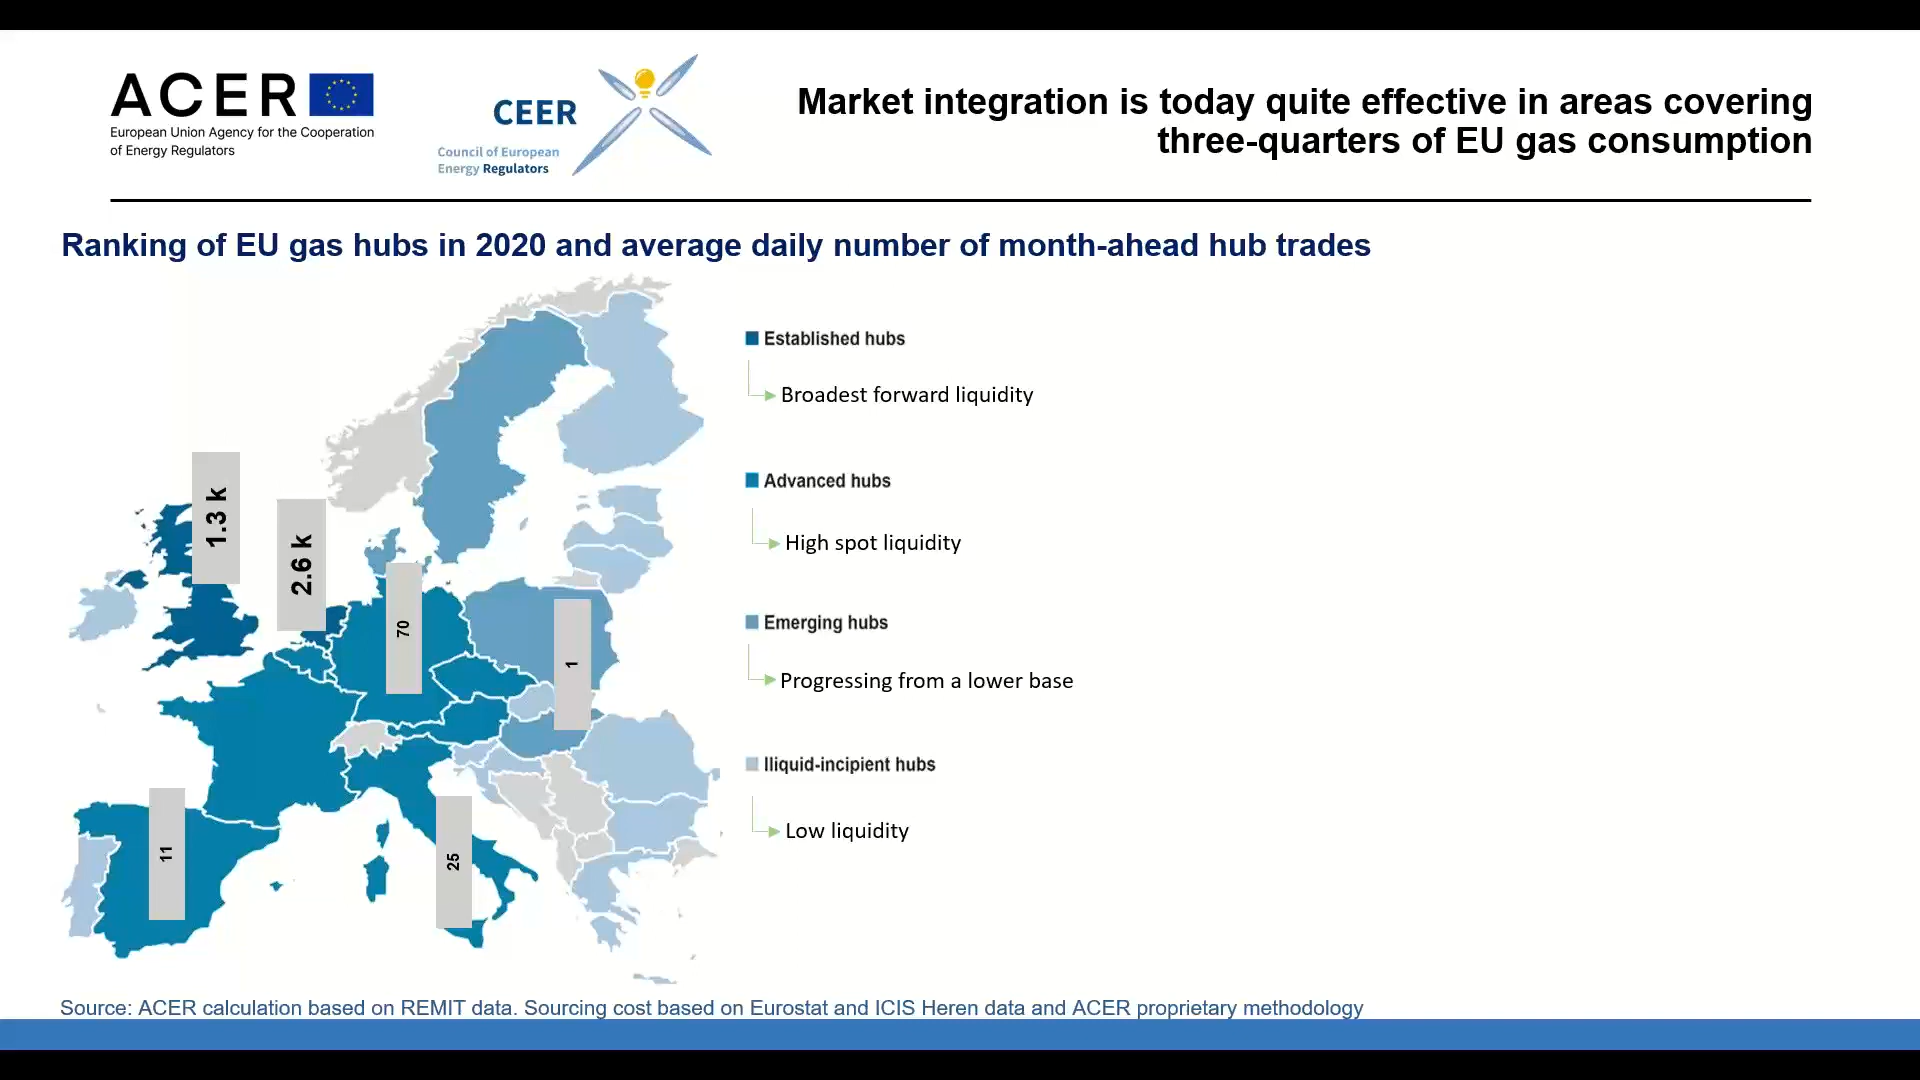 ACER
European Union Agency for the Cooperation
of Energy Regulators
CEER
Council of European
Energy Regulators
Market integration is today quite effective in areas covering
three-quarters of EU gas consumption
Ranking of EU gas hubs in 2020 and average daily number of month-ahead hub trades
Established hubs
Broadest forward liquidity
Advanced hubs
High spot liquidity
Emerging hubs
Progressing from a lower base
Iliquid-incipient hubs
Low liquidity
1.3 k
2.6 k
70
1
11
25
Source: ACER calculation based on REMIT data. Sourcing cost based on Eurostat and ICIS Heren data and ACER proprietary methodology